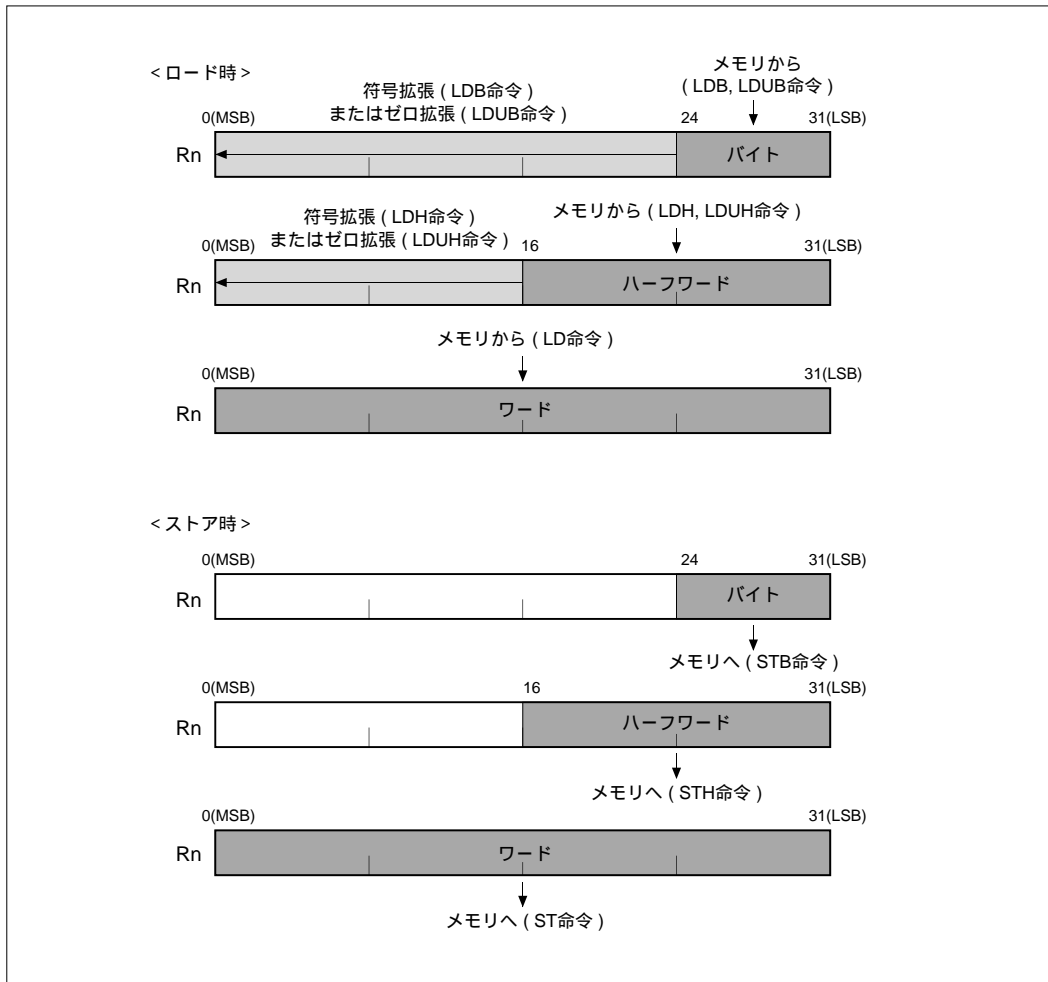 <ロード時>
メモリから
(LDB, LDUB命令)
符号拡張(LDB命令)
またはゼロ拡張(LDUB命令)
0(MSB) 24 31(LSB)
Rn バイト
符号拡張(LDH命令)
またはゼロ拡張(LDUH命令)
メモリから(LDH, LDUH命令)
0(MSB) 16 31(LSB)
Rn ハーフワード
メモリから(LD命令)
0(MSB) 31(LSB)
Rn ワード
<ストア時>
0(MSB) 24 31(LSB)
Rn バイト
メモリへ(STB命令)
0(MSB) 16 31(LSB)
Rn ハーフワード
メモリへ(STH命令)
0(MSB) 31(LSB)
Rn ワード
メモリへ(ST命令)